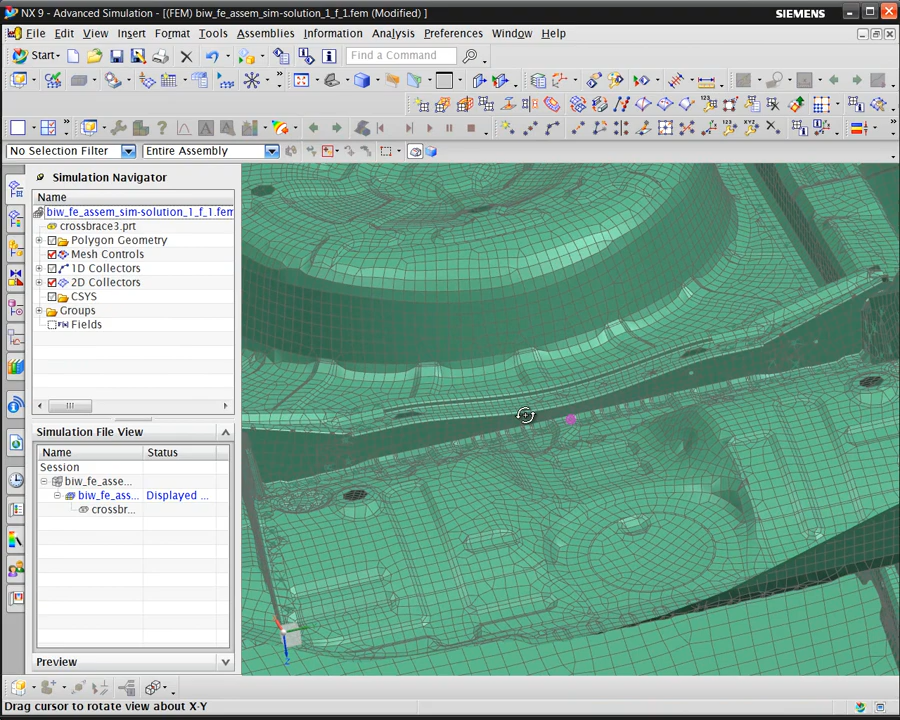 NX 9 - Advanced Simulation - [(FEM) biw_fe_assem_sim-solution_1_f_1.fem (Modified) ]
SIEMENS
File Edit View Insert Format Tools Assemblies Information Analysis Preferences Window Help
Start
Find a Command
No Selection Filter
Entire Assembly
Simulation Navigator
Name
biw_fe_assem_sim-solution_1_f_1.fem
crossbrace3.prt
Polygon Geometry
Mesh Controls
1D Collectors
2D Collectors
CSYS
Groups
Fields
Simulation File View
Name Status
Session
biw_fe_asse...
biw_fe_ass... Displayed ...
crossbr...
Preview
Drag cursor to rotate view about X-Y